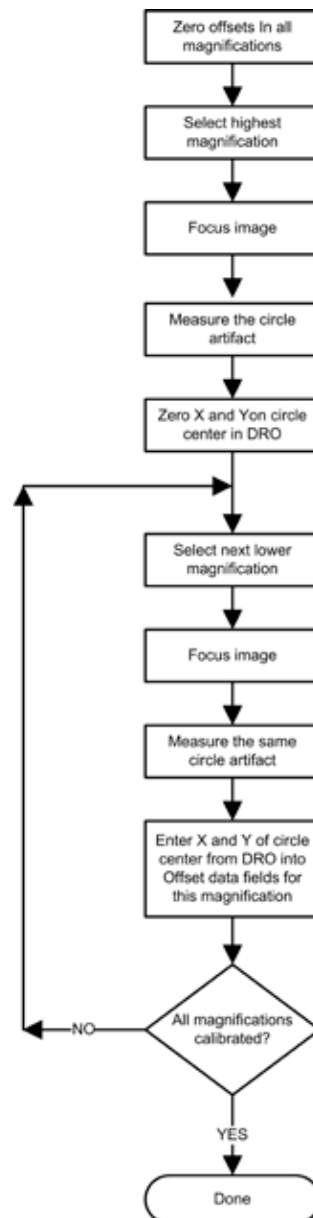 Zero offsets In all
magnifications
Select highest
magnification
Focus image
Measure the circle
artifact
Zero X and Yon circle
center in DRO
Select next lower
magnification
Focus image
Measure the same
circle artifact
Enter X and Y of circle
center from DRO into
Offset data fields for
this magnification
All magnifications
calibrated?
NO
YES
Done